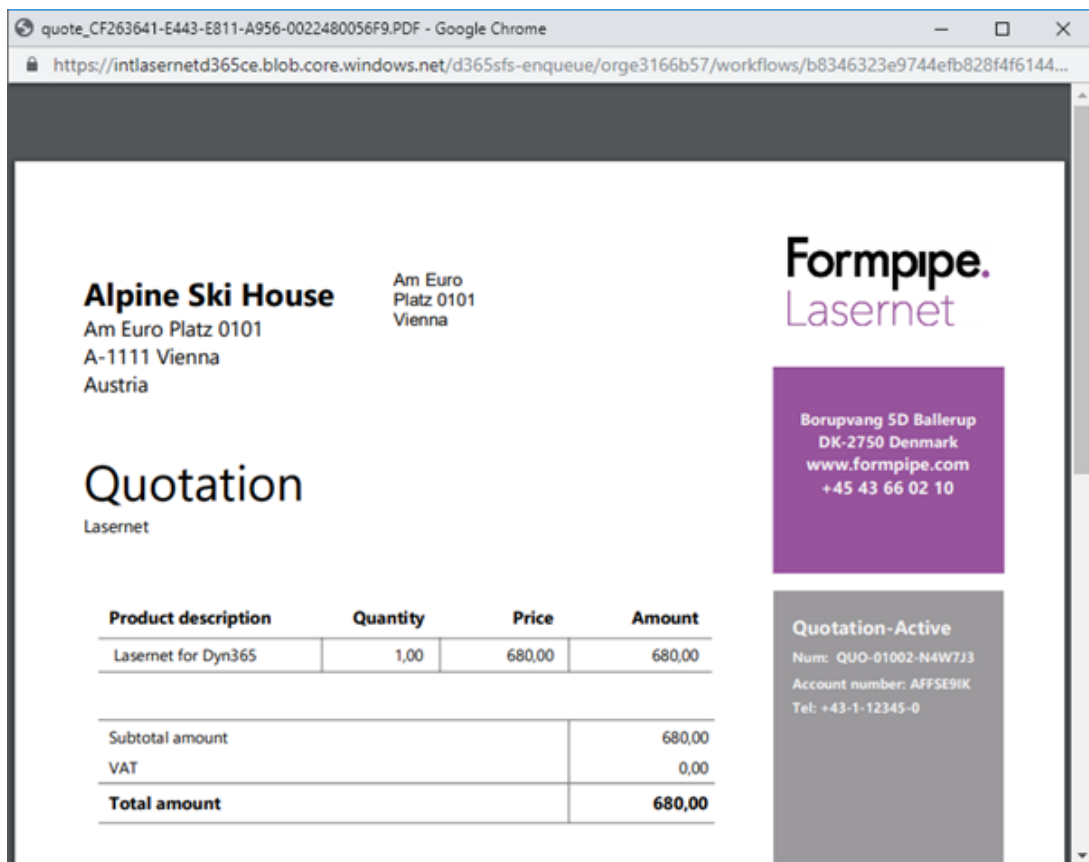 quote_CF263641-E443-E811-A956-0022480056F9.PDF - Google Chrome
https://intlasernetd365ce.blob.core.windows.net/d365sfs-enqueue/orge3166b57/workflows/b8346323e9744efb828f4f6144...
Formpipe.
Lasernet
Alpine Ski House
Am Euro Platz 0101
A-1111 Vienna
Austria
Am Euro
Platz 0101
Vienna
Borupvang 5D Ballerup
DK-2750 Denmark
www.formpipe.com
+45 43 66 02 10
Quotation
Lasernet
Product description Quantity Price Amount
Lasernet for Dyn365 1,00 680,00 680,00
Subtotal amount 680,00
VAT 0,00
Total amount 680,00
Quotation-Active
Num: QUO-01002-N4W7J3
Account number: AFFSE9IK
Tel: +43-1-12345-0